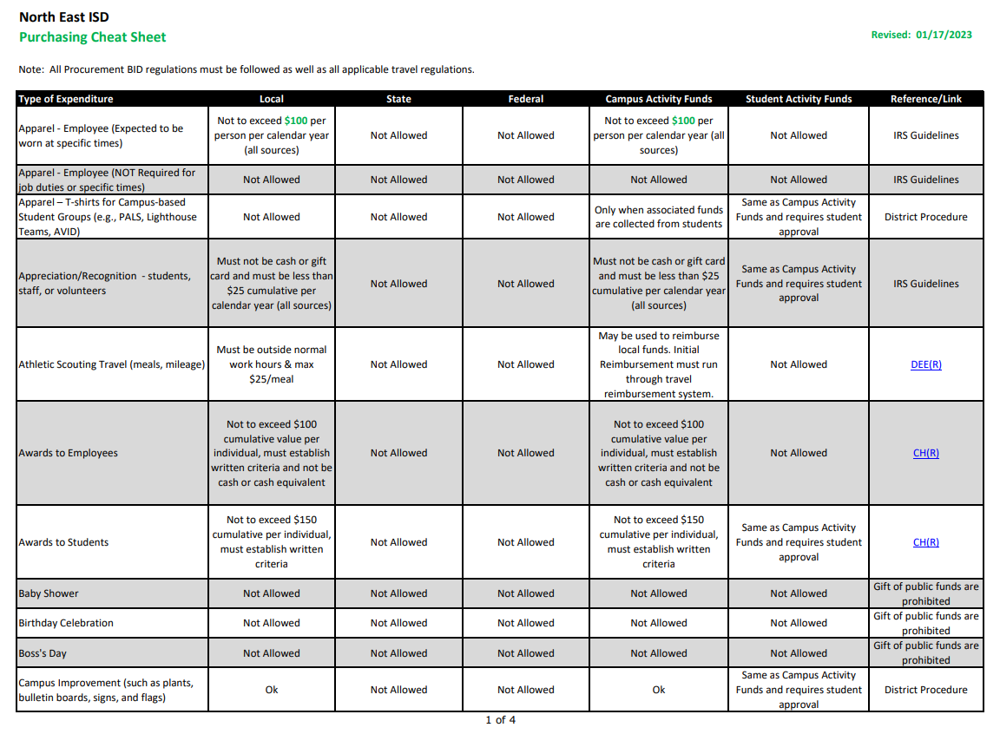 North East ISD
Purchasing Cheat Sheet
Revised:  01/17/2023
Note:  All Procurement BID regulations must be followed as well as all applicable travel regulations.
Type of Expenditure
Local
State
Federal
Campus Activity Funds
Student Activity Funds
Reference/Link
Apparel - Employee (Expected to be
worn at specific times)
Not to exceed $100 per
person per calendar year
(all sources)
Not Allowed
Not Allowed
Not to exceed $100 per
person per calendar year (all
sources)
Not Allowed
IRS Guidelines
Apparel - Employee (NOT Required for
job duties or specific times)
Not Allowed
Not Allowed
Not Allowed
Not Allowed
Not Allowed
IRS Guidelines
Apparel – T-shirts for Campus-based
Student Groups (e.g., PALS, Lighthouse
Teams, AVID)
Not Allowed
Not Allowed
Not Allowed
Only when associated funds
are collected from students
Same as Campus Activity
Funds and requires student
approval
District Procedure
Appreciation/Recognition  - students,
staff, or volunteers
Must not be cash or gift
card and must be less than
$25 cumulative per
calendar year (all sources)
Not Allowed
Not Allowed
Must not be cash or gift card
and must be less than $25
cumulative per calendar year
(all sources)
Same as Campus Activity
Funds and requires student
approval
IRS Guidelines
Athletic Scouting Travel (meals, mileage)
Must be outside normal
work hours & max
$25/meal
Not Allowed
Not Allowed
May be used to reimburse
local funds. Initial
Reimbursement must run
through travel
reimbursement system.
Not Allowed
DEE(R)
Awards to Employees
Not to exceed $100
cumulative value per
individual, must establish
written criteria and not be
cash or cash equivalent
Not Allowed
Not Allowed
Not to exceed $100
cumulative value per
individual, must establish
written criteria and not be
cash or cash equivalent
Not Allowed
CH(R)
Awards to Students
Not to exceed $150
cumulative per individual,
must establish written
criteria
Not Allowed
Not Allowed
Not to exceed $150
cumulative per individual,
must establish written
criteria
Same as Campus Activity
Funds and requires student
approval
CH(R)
Baby Shower
Not Allowed
Not Allowed
Not Allowed
Not Allowed
Not Allowed
Gift of public funds are
prohibited
Birthday Celebration
Not Allowed
Not Allowed
Not Allowed
Not Allowed
Not Allowed
Gift of public funds are
prohibited
Boss's Day
Not Allowed
Not Allowed
Not Allowed
Not Allowed
Not Allowed
Gift of public funds are
prohibited
Campus Improvement (such as plants,
bulletin boards, signs, and flags)
Ok
Not Allowed
Not Allowed
Ok
Same as Campus Activity
Funds and requires student
approval
District Procedure
1 of 4